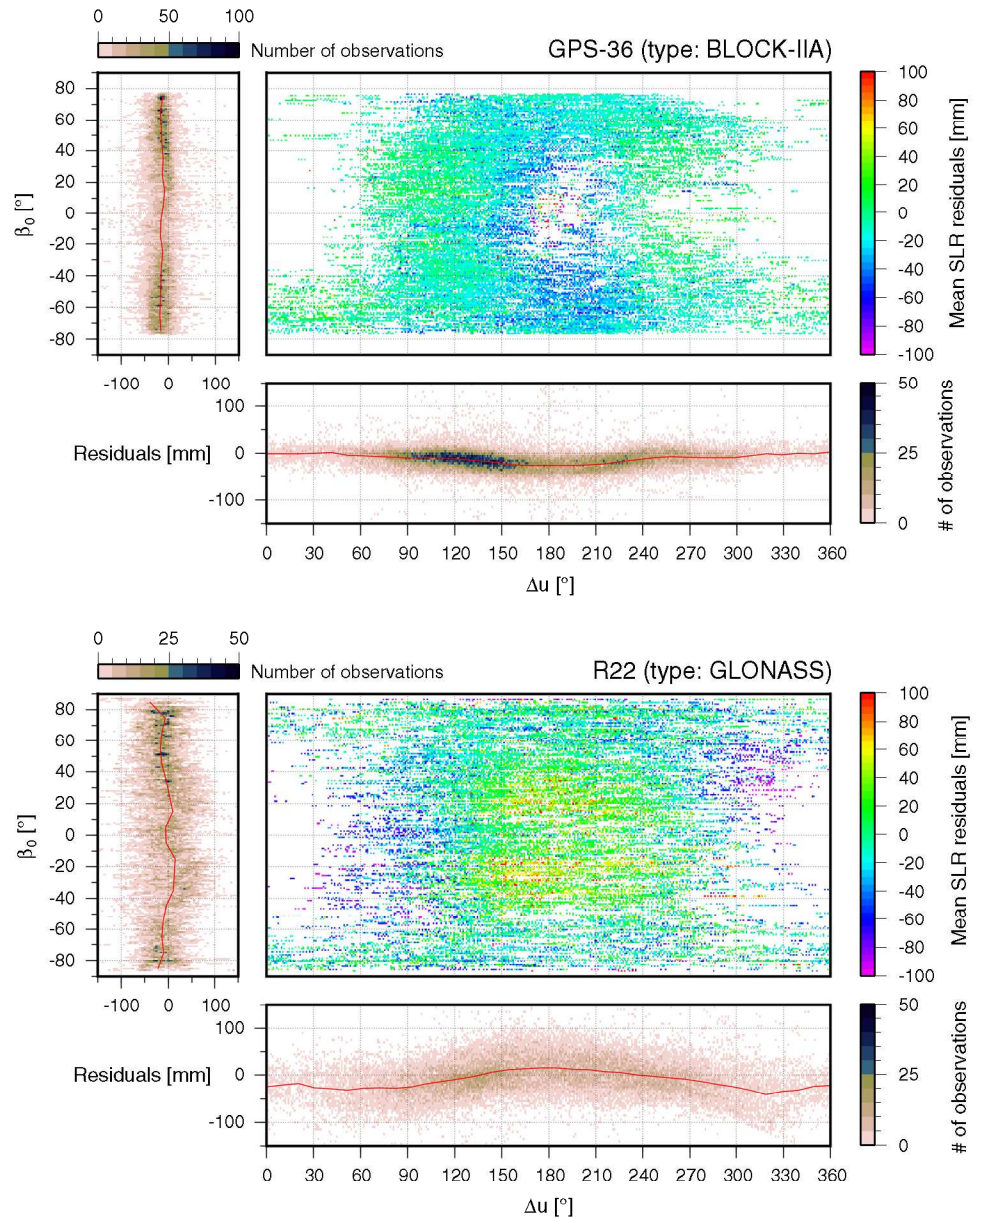 0 50 100
Number of observations
GPS-36 (type: BLOCK-IIA)
80
60
40
20
0
-20
-40
-60
-80
β0 [°]
-100 0 100
100
80
60
40
20
0
-20
-40
-60
-80
-100
Mean SLR residuals [mm]
100
0
-100
Residuals [mm]
0 30 60 90 120 150 180 210 240 270 300 330 360
Δu [°]
50
25
0
# of observations
0 25 50
Number of observations
R22 (type: GLONASS)
80
60
40
20
0
-20
-40
-60
-80
β0 [°]
-100 0 100
100
80
60
40
20
0
-20
-40
-60
-80
-100
Mean SLR residuals [mm]
100
0
-100
Residuals [mm]
0 30 60 90 120 150 180 210 240 270 300 330 360
Δu [°]
50
25
0
# of observations